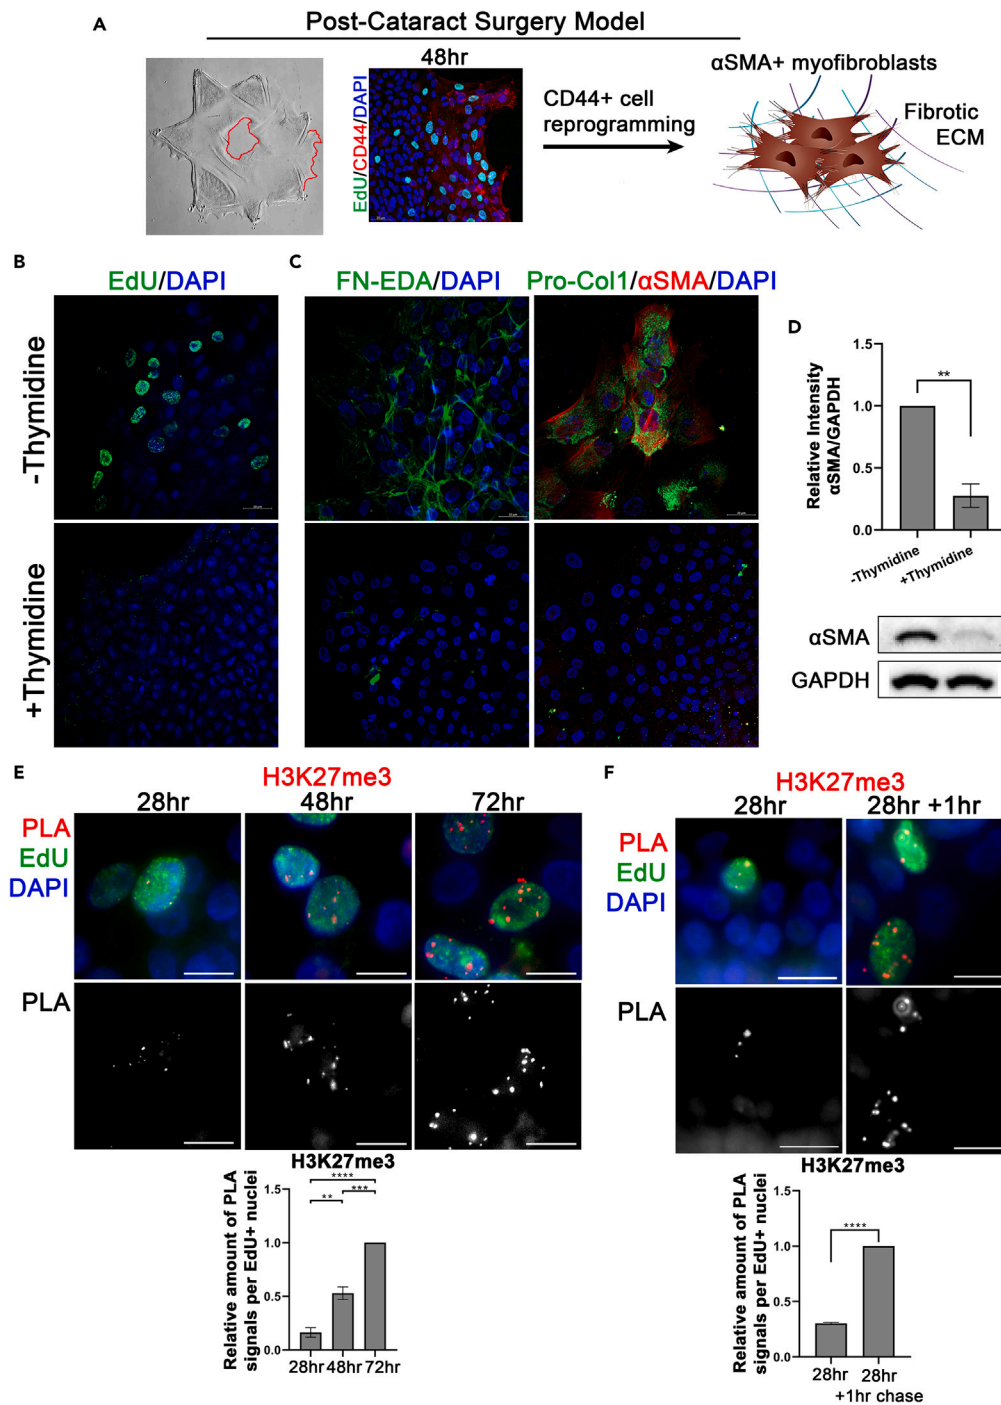 A
Post-Cataract Surgery Model
48hr
EdU/CD44/DAPI
CD44+ cell
reprogramming
αSMA+ myofibroblasts
Fibrotic
ECM
B
EdU/DAPI
C
FN-EDA/DAPI
Pro-Col1/αSMA/DAPI
-Thymidine
+Thymidine
D
Relative Intensity
αSMA/GAPDH
1.5
1.0
0.5
0.0
**
-Thymidine
+Thymidine
αSMA
GAPDH
E
H3K27me3
28hr
48hr
72hr
PLA
EdU
DAPI
PLA
H3K27me3
Relative amount of PLA
signals per EdU+ nuclei
1.5
1.0
0.5
0.0
****
**
***
28hr
48hr
72hr
F
H3K27me3
28hr
28hr +1hr
PLA
EdU
DAPI
PLA
H3K27me3
Relative amount of PLA
signals per EdU+ nuclei
1.5
1.0
0.5
0.0
****
28hr
28hr
+1hr chase